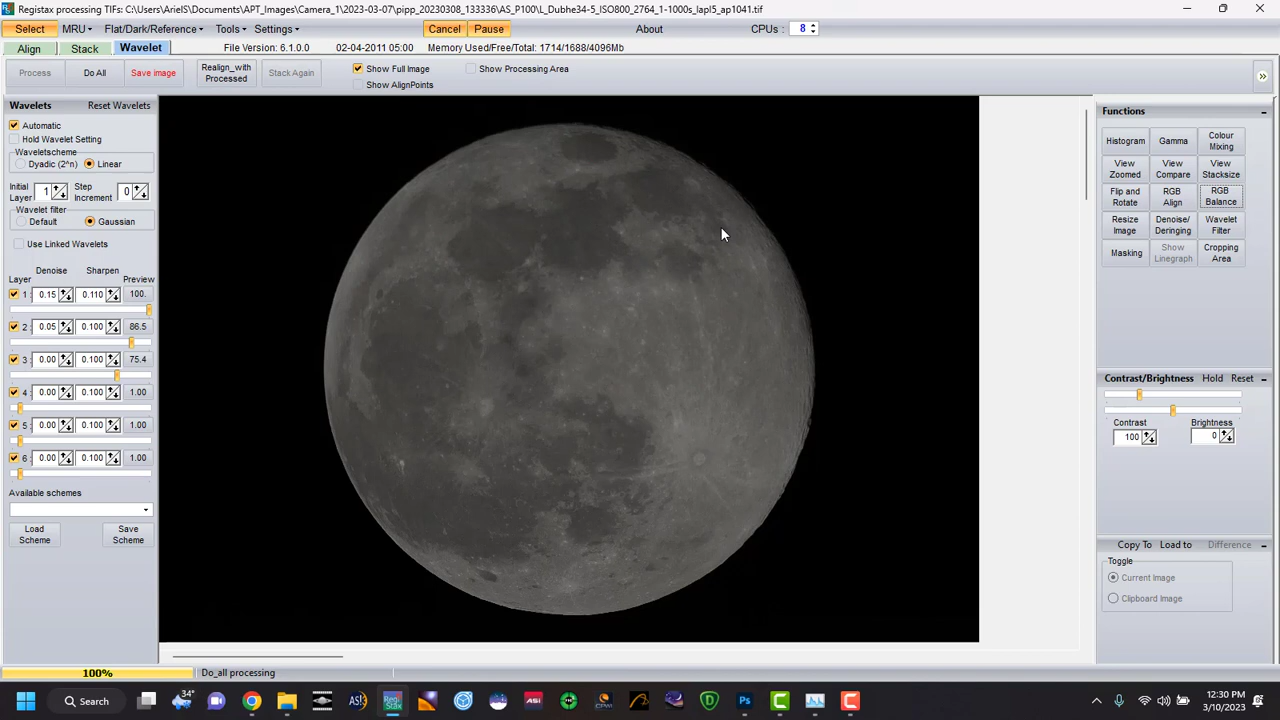 Registax processing TIFs: C:\Users\ArielS\Documents\APT_Images\Camera_1\2023-03-07\pipp_20230308_133336\AS_P100\L_Dubhe34-5_ISO800_2764_1-1000s_lapl5_ap1041.tif
Select MRU Flat/Dark/Reference Tools Settings Cancel Pause About CPUs : 8
Align Stack Wavelet File Version: 6.1.0.0 02-04-2011 05:00 Memory Used/Free/Total: 1714/1688/4096Mb
Process Do All Save image Realign_with Processed Stack Again Show Full Image Show Processing Area
Show AlignPoints
Wavelets Reset Wavelets
Automatic
Hold Wavelet Setting
Waveletscheme
Dyadic (2^n) Linear
Initial Layer 1 Step Increment 0
Wavelet filter
Default Gaussian
Use Linked Wavelets
Denoise Sharpen
Layer Preview
1 : 0.15 0.110 100.
2 : 0.05 0.100 86.5
3 : 0.00 0.100 75.4
4 : 0.00 0.100 1.00
5 : 0.00 0.100 1.00
6 : 0.00 0.100 1.00
Available schemes
Load Scheme Save Scheme
Functions
Histogram Gamma Colour Mixing
View Zoomed View Compare View Stacksize
Flip and Rotate RGB Align RGB Balance
Resize Image Denoise/ Deringing Wavelet Filter
Masking Show Linegraph Cropping Area
Contrast/Brightness Hold Reset
Contrast Brightness
100 0
Copy To Load to Difference
Toggle
Current Image
Clipboard Image
100% Do_all processing
Search 34° ASI Reg Stax ASI CPWI D Ps C C
12:30 PM
3/10/2023